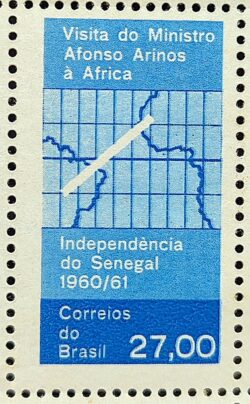 Visita do Ministro
Afonso Arinos
à Africa
Independência
do Senegal
1960/61
Correios
do
Brasil 27,00